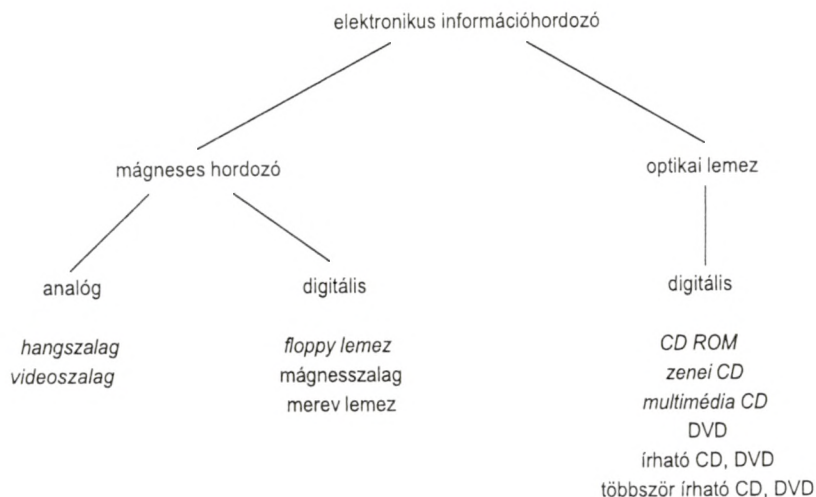 elektronikus információhordozó
mágneses hordozó
optikai lemez
analóg
digitális
digitális
hangszalag
videoszalag
floppy lemez
mágnesszalag
merev lemez
CD ROM
zenei CD
multimédia CD
DVD
írható CD, DVD
többször írható CD, DVD